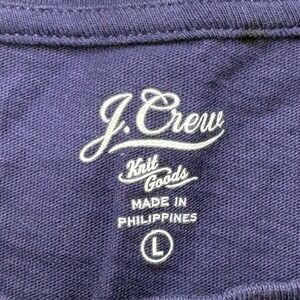 J.Crew
Knit
Goods
MADE IN
PHILIPPINES
L